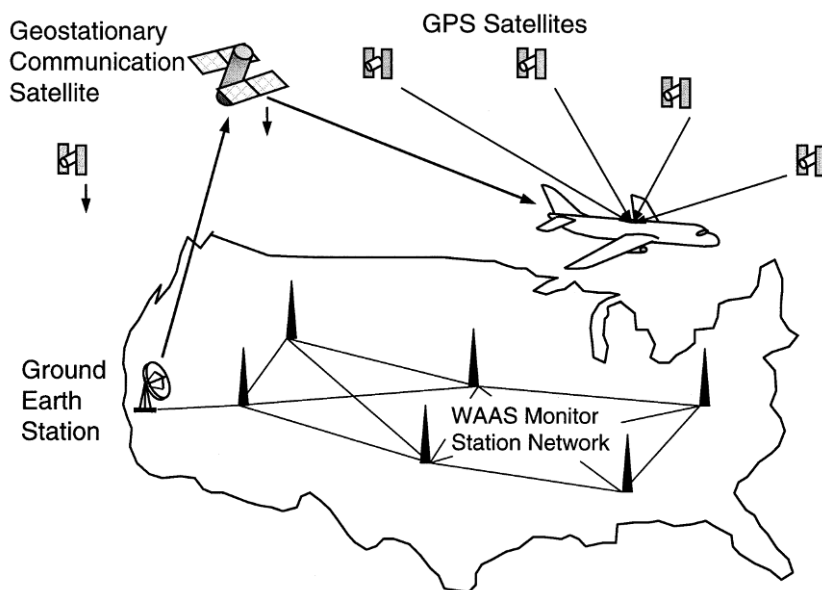 Geostationary
Communication
Satellite
GPS Satellites
Ground
Earth
Station
WAAS Monitor
Station Network